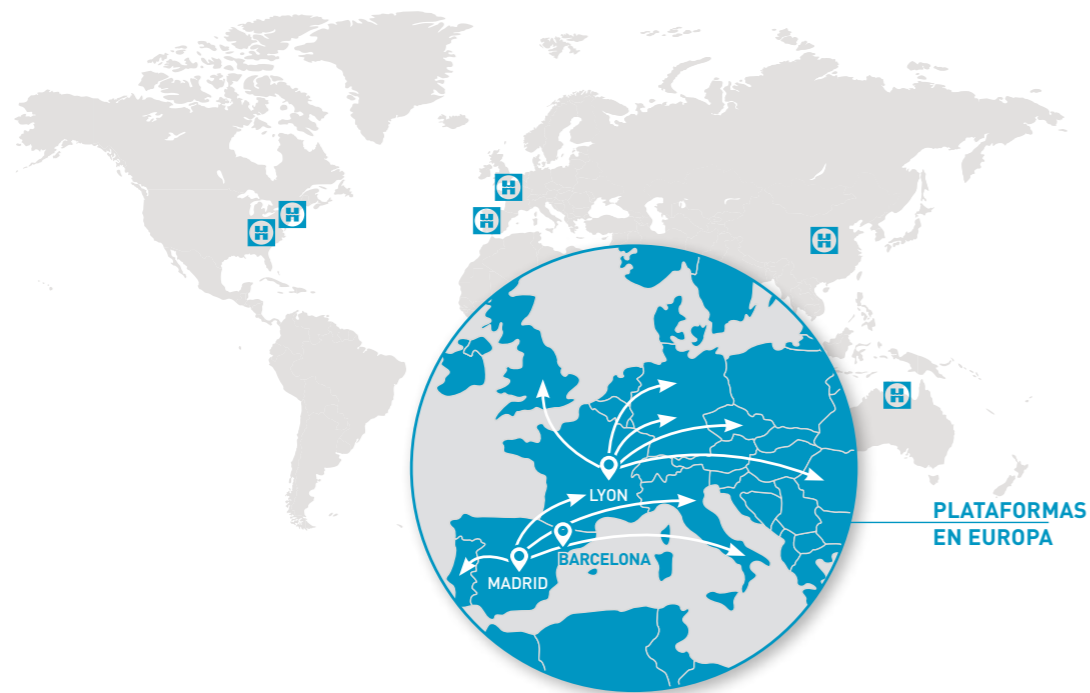 LYON
BARCELONA
MADRID
PLATAFORMAS
EN EUROPA